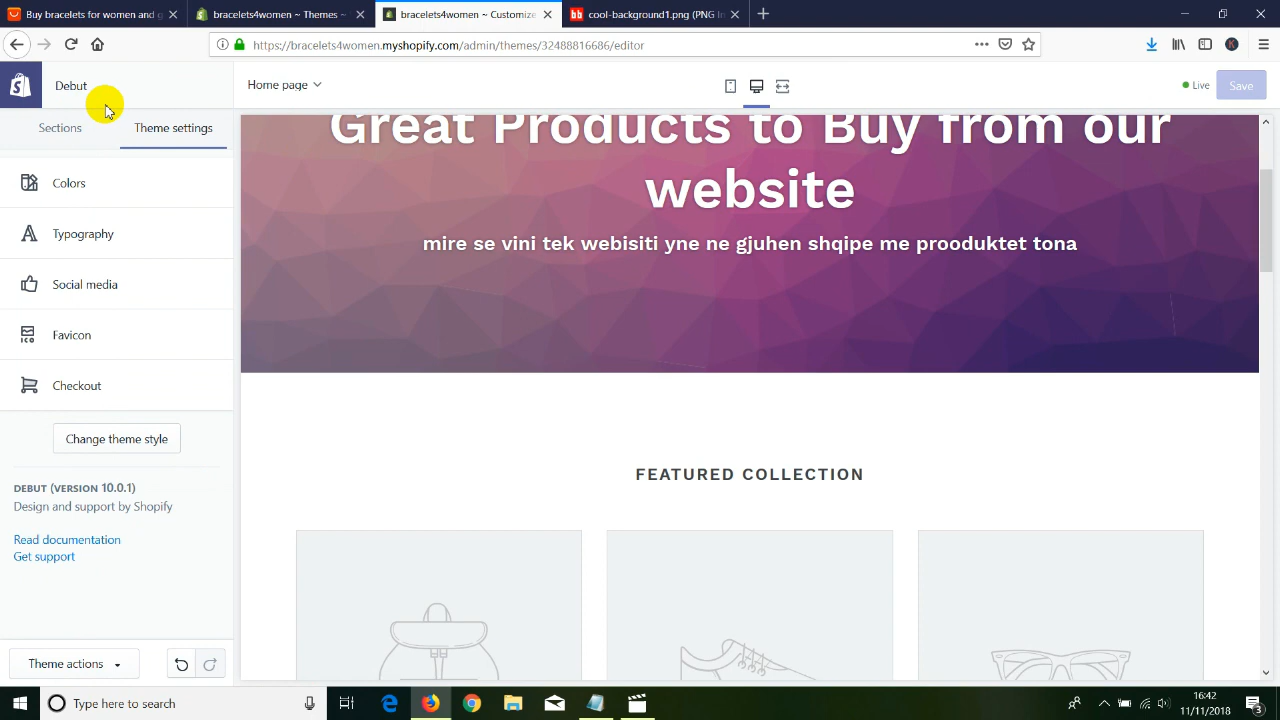 Buy bracelets for women and g
bracelets4women ~ Themes ~
bracelets4women ~ Customize
cool-background1.png (PNG In
https://bracelets4women.myshopify.com/admin/themes/32488816686/editor
Debut
Home page
Live
Save
Sections
Theme settings
Colors
Typography
Social media
Favicon
ICO
Checkout
Change theme style
DEBUT (VERSION 10.0.1)
Design and support by Shopify
Read documentation
Get support
Theme actions
Great Products to Buy from our
website
mire se vini tek webisiti yne ne gjuhen shqipe me prooduktet tona
FEATURED COLLECTION
Type here to search
16:42
11/11/2018
3